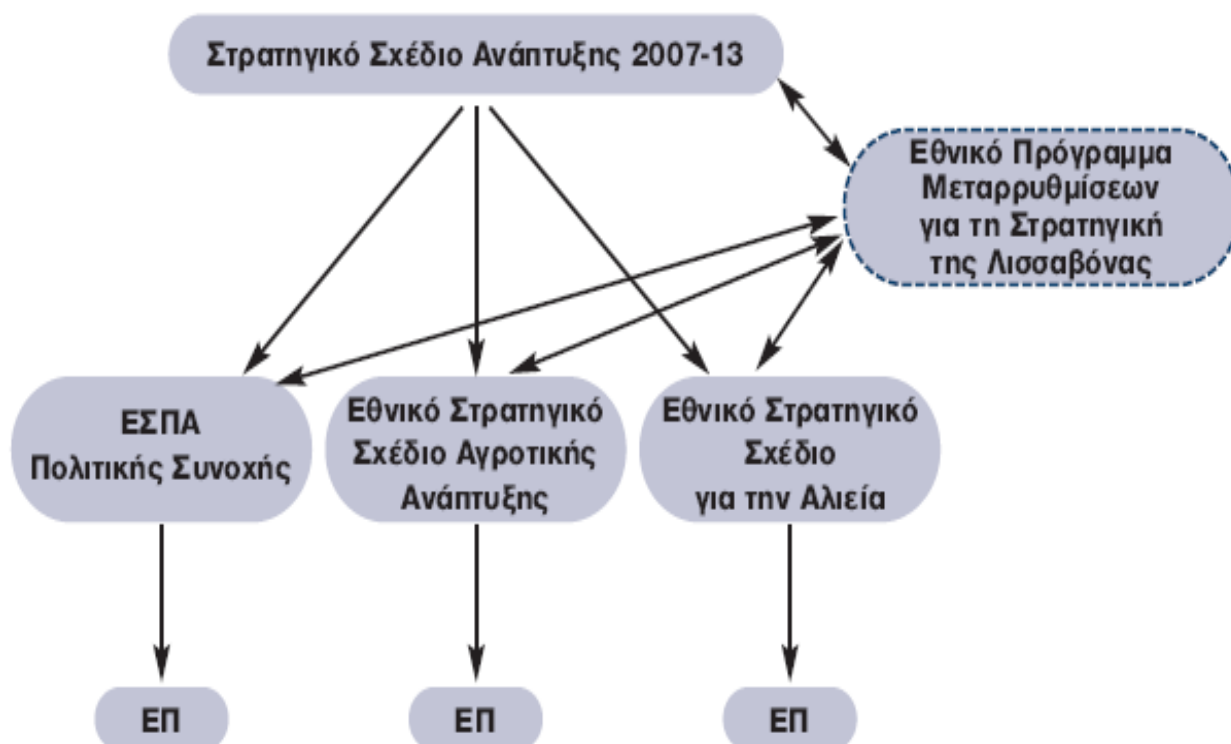 Στρατηγικό Σχέδιο Ανάπτυξης 2007-13
Εθνικό Πρόγραμμα
Μεταρρυθμίσεων
για τη Στρατηγική
της Λισσαβόνας
ΕΣΠΑ
Πολιτικής Συνοχής
Εθνικό Στρατηγικό
Σχέδιο Αγροτικής
Ανάπτυξης
Εθνικό Στρατηγικό
Σχέδιο
για την Αλιεία
ΕΠ
ΕΠ
ΕΠ